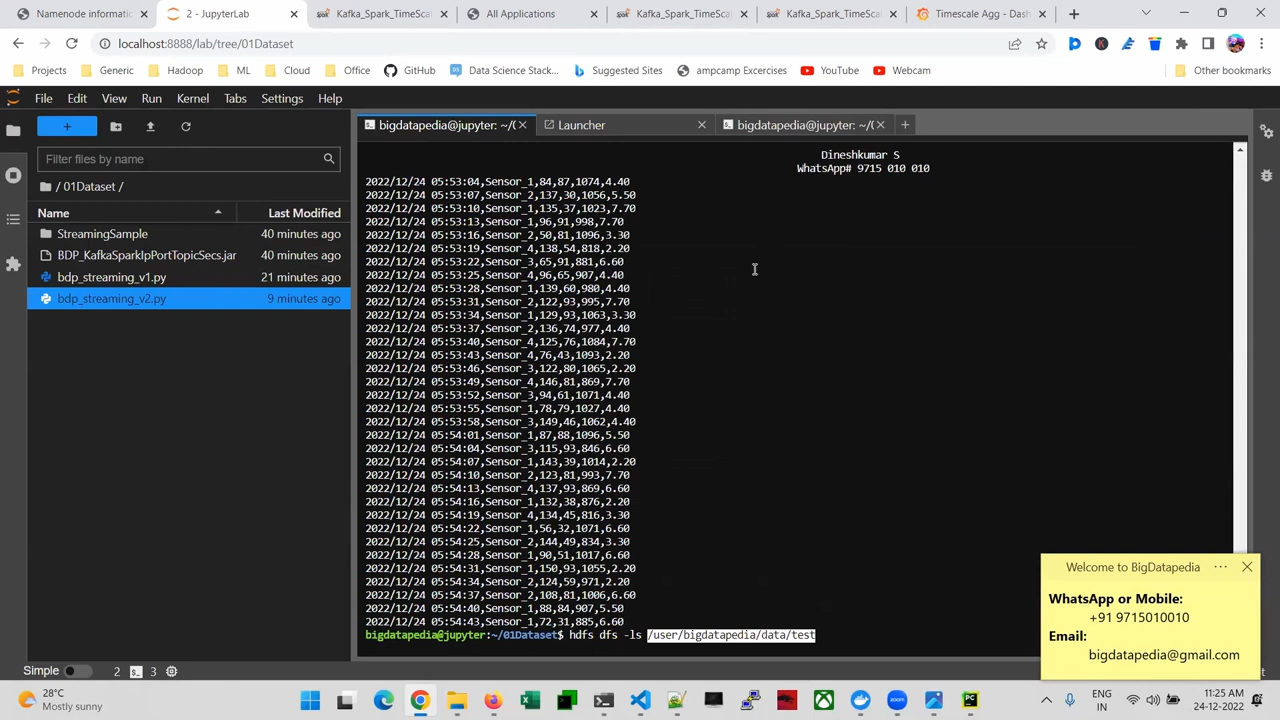 Namenode informatic
2 - JupyterLab
Kafka_Spark_TimeScal
All Applications
Kafka_Spark_TimeScal
Kafka_Spark_TimeScal
Timescale Agg - Dash
localhost:8888/lab/tree/01Dataset
Projects
Generic
Hadoop
ML
Cloud
Office
GitHub
Data Science Stack...
Suggested Sites
ampcamp Excercises
YouTube
Webcam
Other bookmarks
File
Edit
View
Run
Kernel
Tabs
Settings
Help
Filter files by name
/ 01Dataset /
Name
Last Modified
StreamingSample
40 minutes ago
BDP_KafkaSparkIpPortTopicSecs.jar
40 minutes ago
bdp_streaming_v1.py
21 minutes ago
bdp_streaming_v2.py
9 minutes ago
bigdatapedia@jupyter: ~/(
Launcher
bigdatapedia@jupyter: ~/(
Dineshkumar S
WhatsApp# 9715 010 010
2022/12/24 05:53:04,Sensor_1,84,87,1074,4.40
2022/12/24 05:53:07,Sensor_2,137,30,1056,5.50
2022/12/24 05:53:10,Sensor_1,135,37,1023,7.70
2022/12/24 05:53:13,Sensor_1,96,91,998,7.70
2022/12/24 05:53:16,Sensor_2,50,81,1096,3.30
2022/12/24 05:53:19,Sensor_4,138,54,818,2.20
2022/12/24 05:53:22,Sensor_3,65,91,881,6.60
2022/12/24 05:53:25,Sensor_4,96,65,907,4.40
2022/12/24 05:53:28,Sensor_1,139,60,980,4.40
2022/12/24 05:53:31,Sensor_2,122,93,995,7.70
2022/12/24 05:53:34,Sensor_1,129,93,1063,3.30
2022/12/24 05:53:37,Sensor_2,136,74,977,4.40
2022/12/24 05:53:40,Sensor_4,125,76,1084,7.70
2022/12/24 05:53:43,Sensor_4,76,43,1093,2.20
2022/12/24 05:53:46,Sensor_3,122,80,1065,2.20
2022/12/24 05:53:49,Sensor_4,146,81,869,7.70
2022/12/24 05:53:52,Sensor_3,94,61,1071,4.40
2022/12/24 05:53:55,Sensor_1,78,79,1027,4.40
2022/12/24 05:53:58,Sensor_3,149,46,1062,4.40
2022/12/24 05:54:01,Sensor_1,87,88,1096,5.50
2022/12/24 05:54:04,Sensor_3,115,93,846,6.60
2022/12/24 05:54:07,Sensor_1,143,39,1014,2.20
2022/12/24 05:54:10,Sensor_2,123,81,993,7.70
2022/12/24 05:54:13,Sensor_4,137,93,869,6.60
2022/12/24 05:54:16,Sensor_1,132,38,876,2.20
2022/12/24 05:54:19,Sensor_4,134,45,816,3.30
2022/12/24 05:54:22,Sensor_1,56,32,1071,6.60
2022/12/24 05:54:25,Sensor_2,144,49,834,3.30
2022/12/24 05:54:28,Sensor_1,90,51,1017,6.60
2022/12/24 05:54:31,Sensor_1,150,93,1055,2.20
2022/12/24 05:54:34,Sensor_2,124,59,971,2.20
2022/12/24 05:54:37,Sensor_2,108,81,1006,6.60
2022/12/24 05:54:40,Sensor_1,88,84,907,5.50
2022/12/24 05:54:43,Sensor_1,72,31,885,6.60
bigdatapedia@jupyter:~/01Dataset$ hdfs dfs -ls /user/bigdatapedia/data/test
Welcome to BigDatapedia
WhatsApp or Mobile:
+91 9715010010
Email:
bigdatapedia@gmail.com
Simple
2
3
28°C
Mostly sunny
zoom
PC
ENG
IN
11:25 AM
24-12-2022